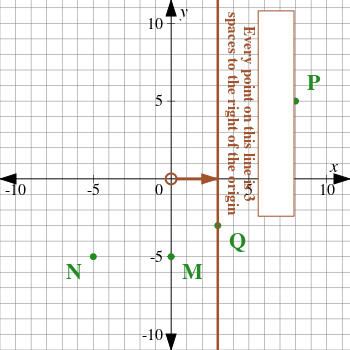 10
y
Every point on this line is 3
spaces to the right of the origin
P
5
x
-10
-5
0
10
Q
N
-5
M
-10